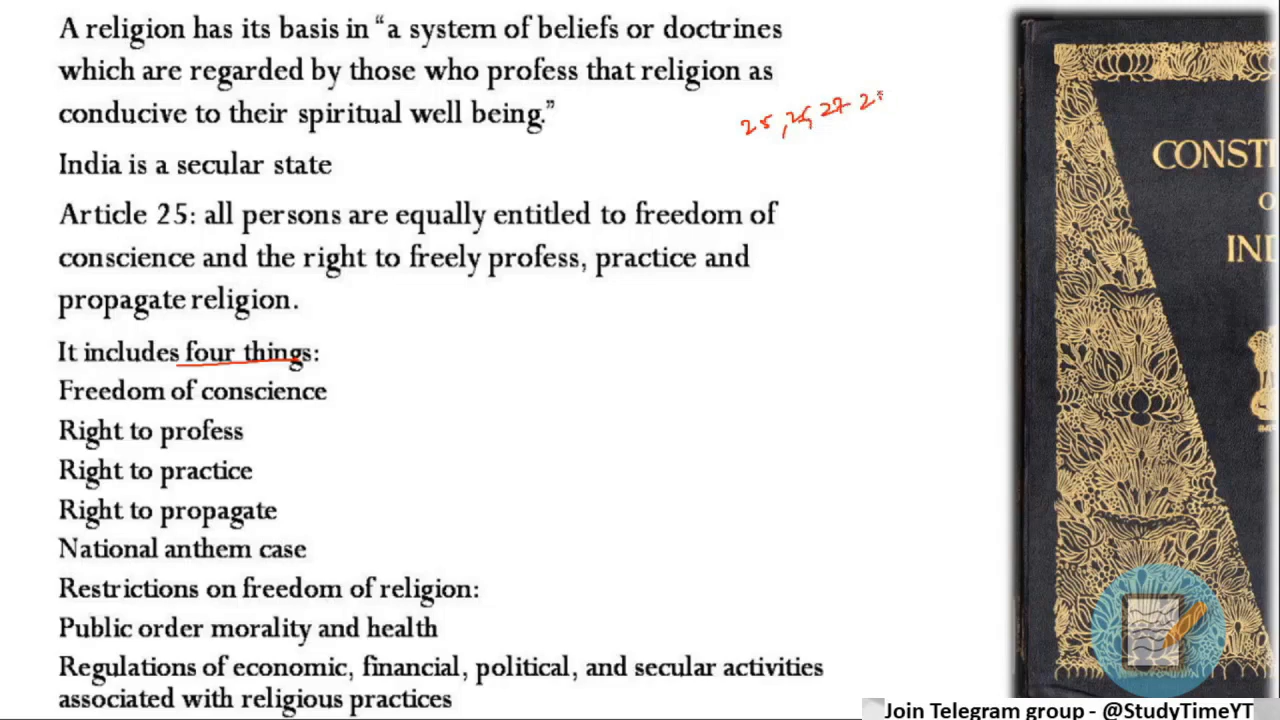 A religion has its basis in “a system of beliefs or doctrines
which are regarded by those who profess that religion as
conducive to their spiritual well being.”
25, 26, 27
India is a secular state
Article 25: all persons are equally entitled to freedom of
conscience and the right to freely profess, practice and
propagate religion.
It includes four things:
Freedom of conscience
Right to profess
Right to practice
Right to propagate
National anthem case
Restrictions on freedom of religion:
Public order morality and health
Regulations of economic, financial, political, and secular activities
associated with religious practices
CONSTI
O
IND
Join Telegram group - @StudyTimeYT